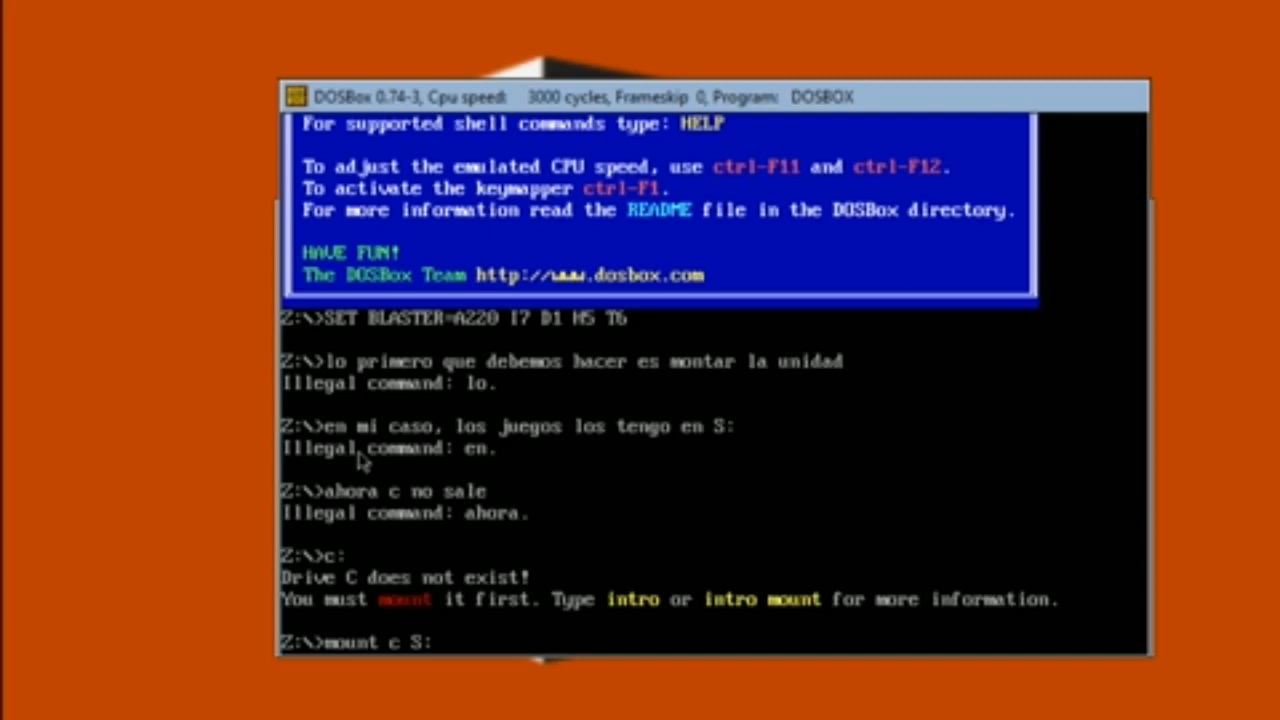 DOSBox 0.74-3, Cpu speed: 3000 cycles, Frameskip 0, Program: DOSBOX
For supported shell commands type: HELP
To adjust the emulated CPU speed, use ctrl-F11 and ctrl-F12.
To activate the keymapper ctrl-F1.
For more information read the README file in the DOSBox directory.
HAVE FUN!
The DOSBox Team http://www.dosbox.com
Z:\>SET BLASTER=A220 I7 D1 H5 T6
Z:\>lo primero que debemos hacer es montar la unidad
Illegal command: lo.
Z:\>en mi caso, los juegos los tengo en S:
Illegal command: en.
Z:\>ahora c no sale
Illegal command: ahora.
Z:\>c:
Drive C does not exist!
You must mount it first. Type intro or intro mount for more information.
Z:\>mount c S: